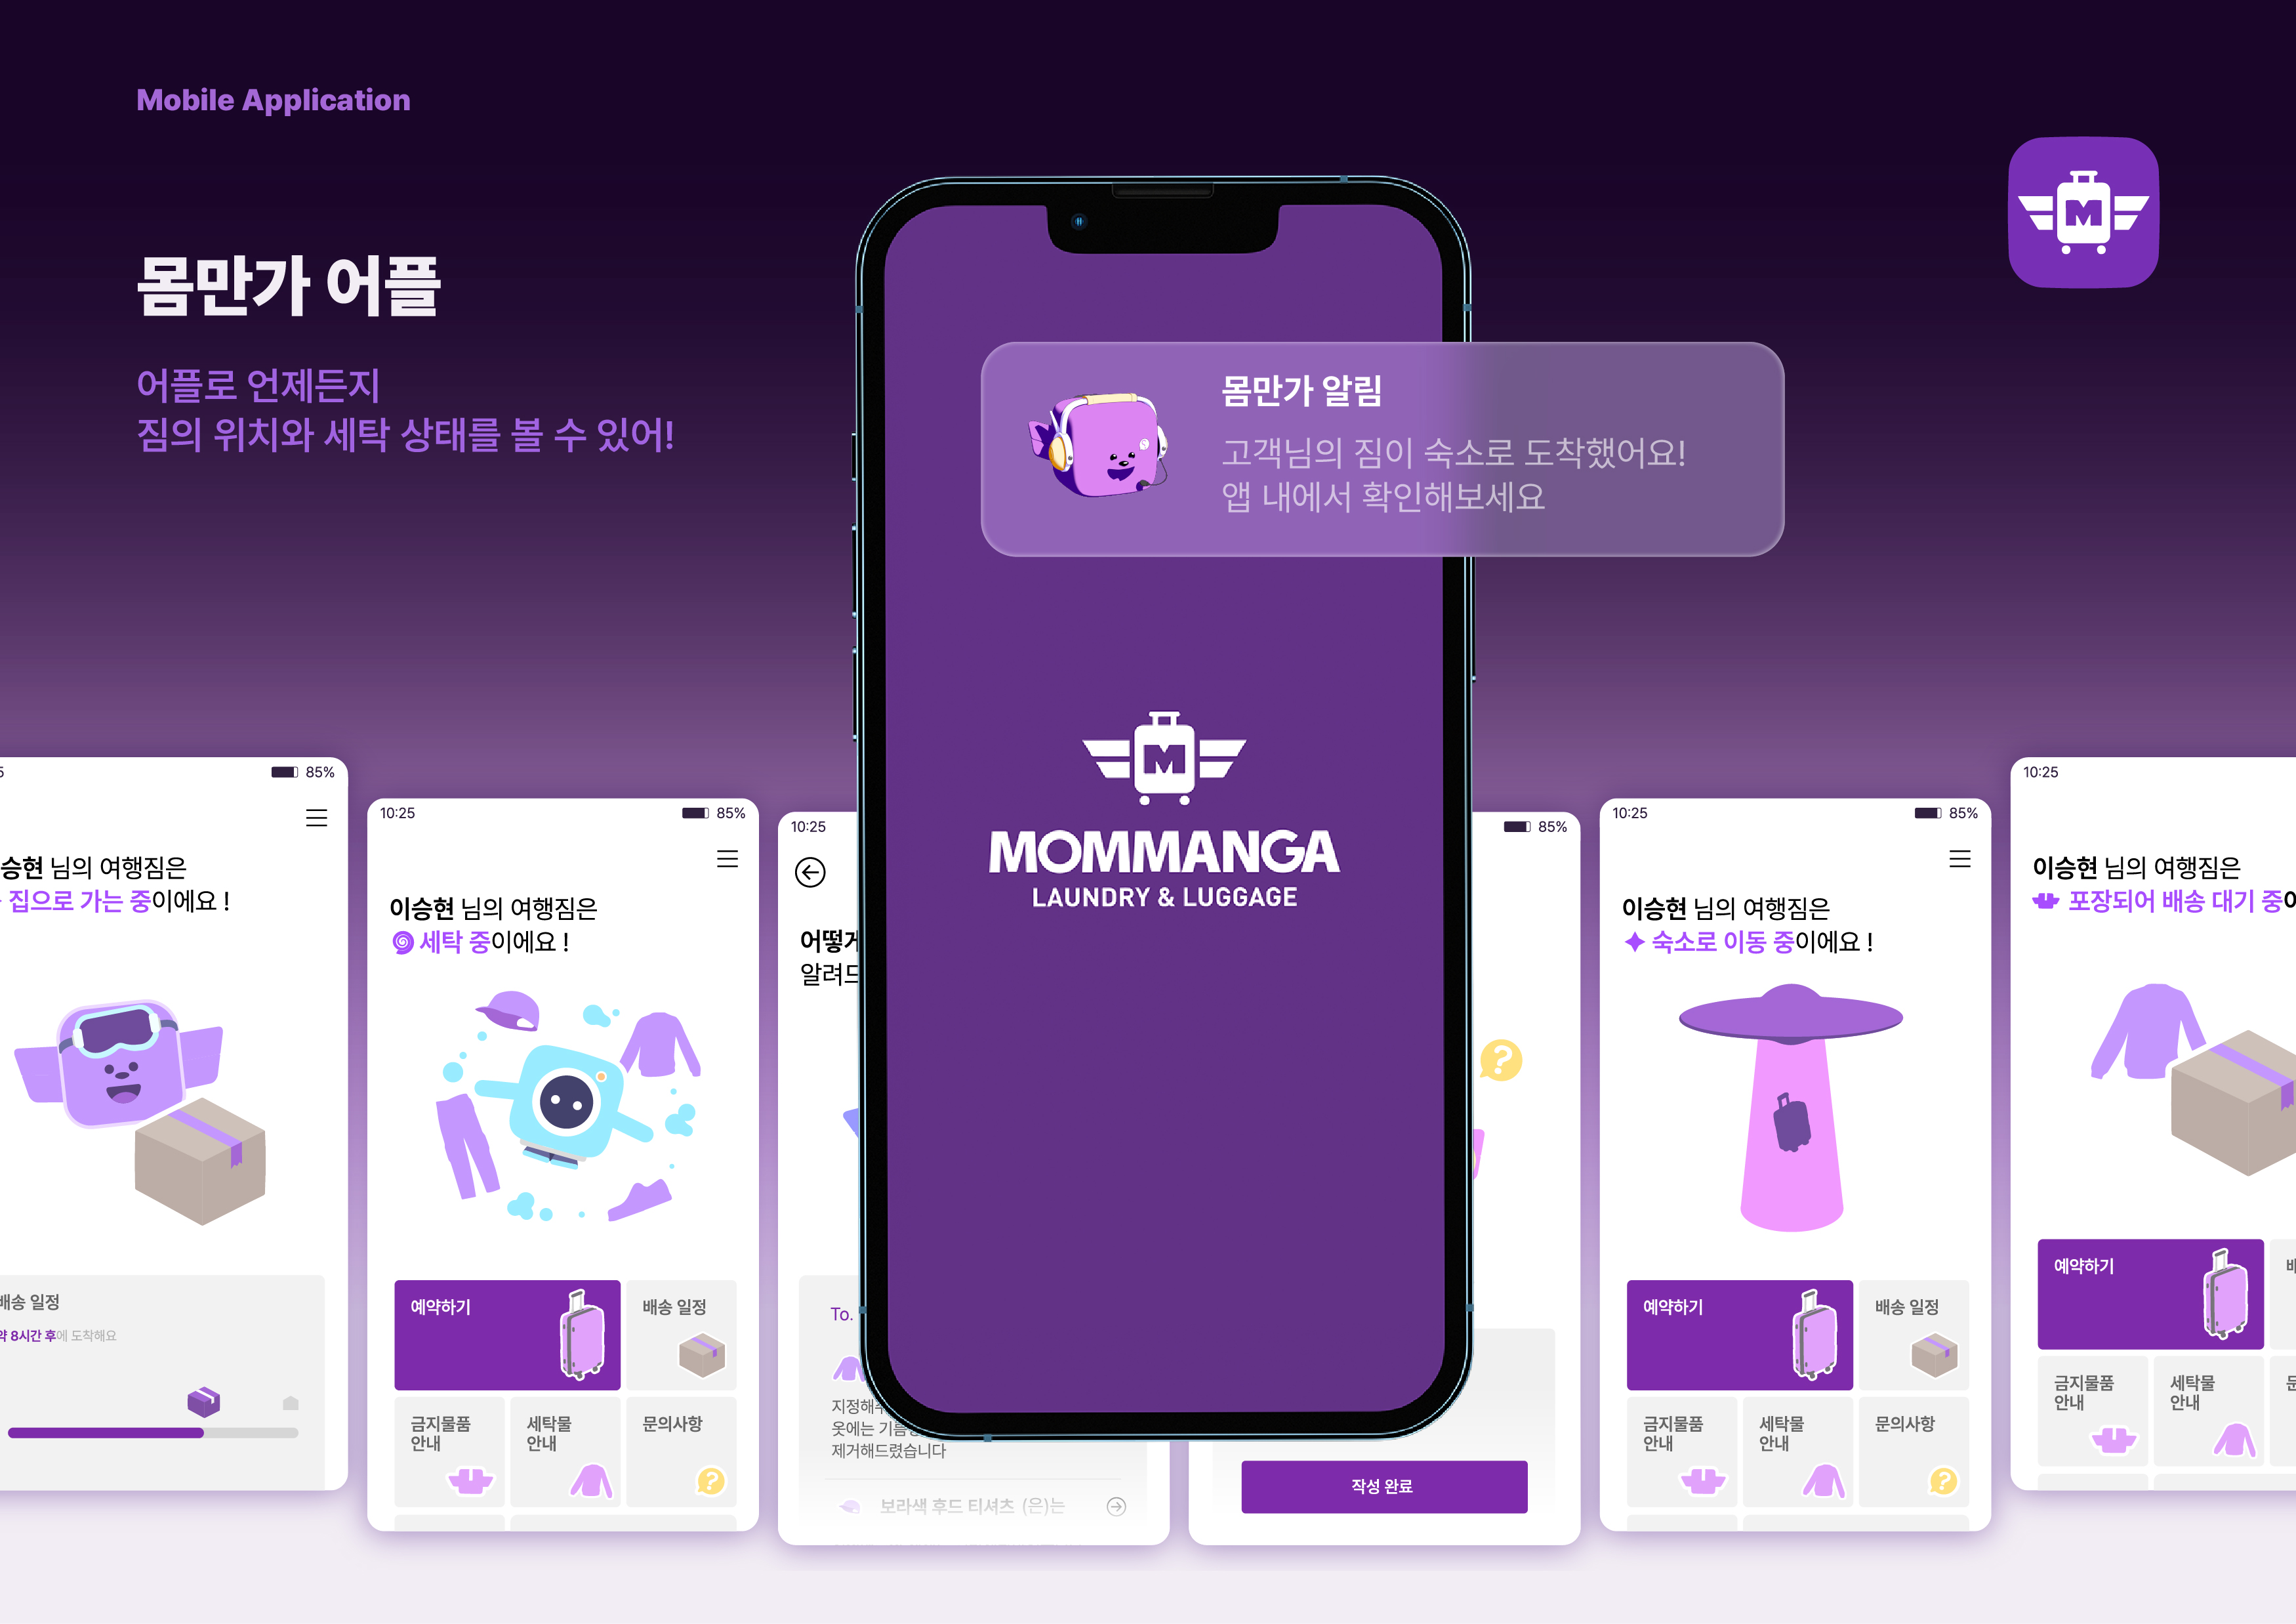 Mobile Application
몸만가 어플
어플로 언제든지
짐의 위치와 세탁 상태를 볼 수 있어!
M
몸만가 알림
고객님의 짐이 숙소로 도착했어요!
앱 내에서 확인해보세요
M
MOMMANGA
LAUNDRY & LUGGAGE
85%
승현 님의 여행짐은
집으로 가는 중이에요 !
배송 일정
약 8시간 후에 도착해요
10:25
85%
이승현 님의 여행짐은
세탁 중이에요 !
예약하기
배송 일정
금지물품
안내
세탁물
안내
문의사항
?
10:25
어떻게
알려드
To.
지정해주
옷에는
제거해드렸습니다
보라색 후드 티셔츠 (은)는
85%
?
작성 완료
10:25
85%
이승현 님의 여행짐은
숙소로 이동 중이에요 !
예약하기
배송 일정
금지물품
안내
세탁물
안내
문의사항
?
10:25
이승현 님의 여행짐은
포장되어 배송 대기 중
예약하기
금지물품
안내
세탁물
안내